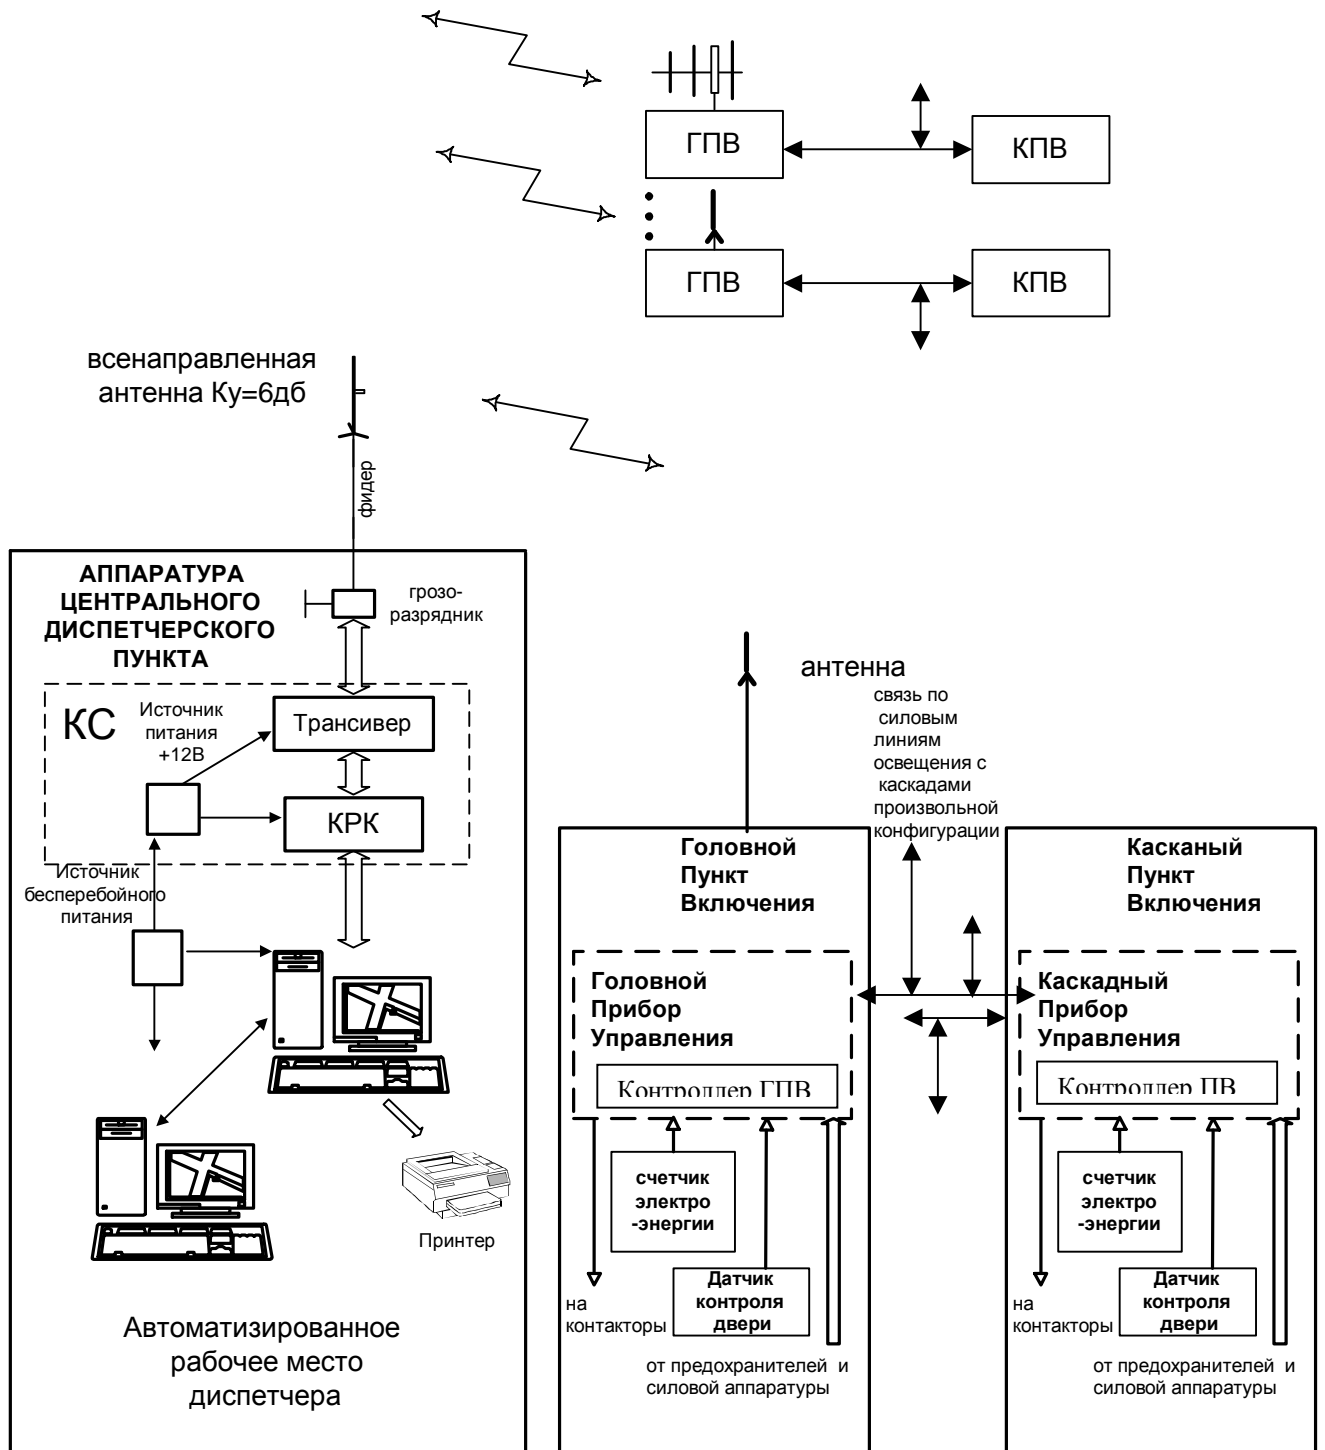 ГПВ
КПВ
ГПВ
КПВ
всенаправленная
антенна Ку=6дб
фидер
АППАРАТУРА
ЦЕНТРАЛЬНОГО
ДИСПЕТЧЕРСКОГО
ПУНКТА
грозо-
разрядник
КС
Источник
питания
+12В
Трансивер
КРК
Источник
бесперебойного
питания
Принтер
Автоматизированное
рабочее место
диспетчера
антенна
связь по
силовым
линиям
освещения с
каскадами
произвольной
конфигурации
Головной
Пункт
Включения
Головной
Прибор
Управления
Контроллер ГПВ
счетчик
электро
-энергии
Датчик
контроля
двери
на
контакторы
от предохранителей и
силовой аппаратуры
Касканый
Пункт
Включения
Каскадный
Прибор
Управления
Контроллер ПВ
счетчик
электро
-энергии
Датчик
контроля
двери
на
контакторы
от предохранителей и
силовой аппаратуры